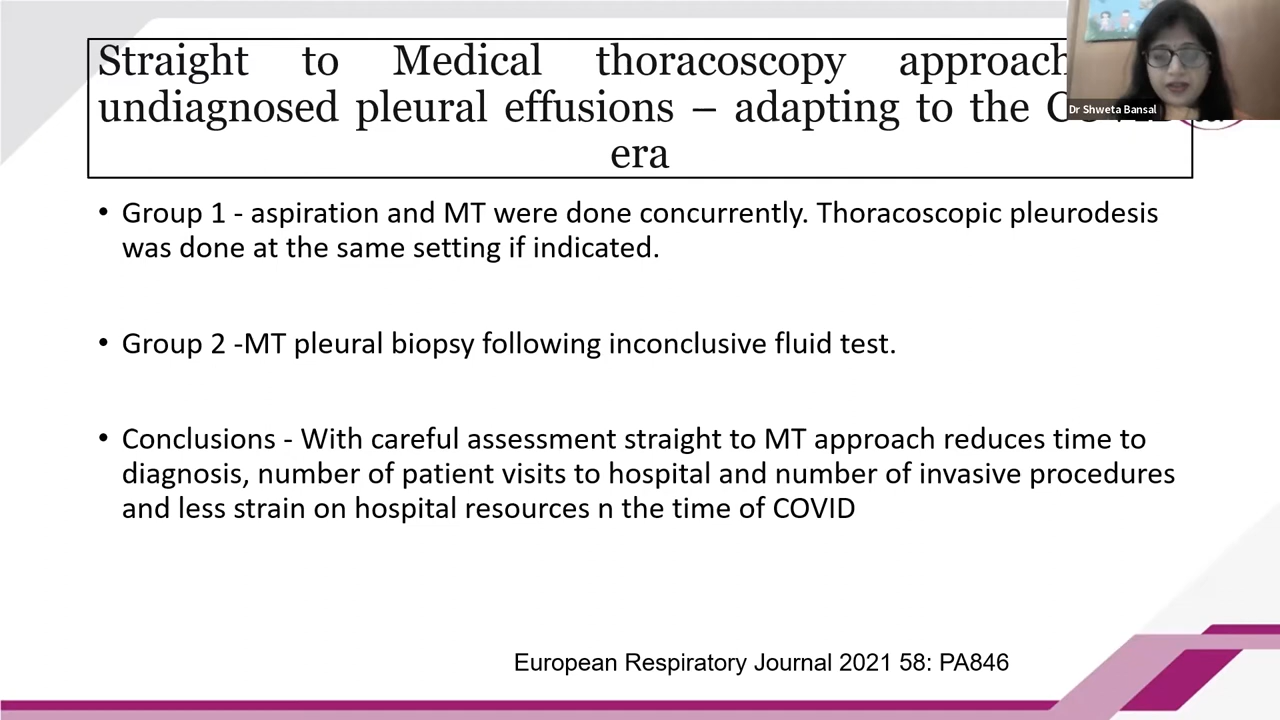 Straight to Medical thoracoscopy approach
undiagnosed pleural effusions – adapting to the
era
Dr Shweta Bansal
• Group 1 - aspiration and MT were done concurrently. Thoracoscopic pleurodesis
was done at the same setting if indicated.
• Group 2 -MT pleural biopsy following inconclusive fluid test.
• Conclusions - With careful assessment straight to MT approach reduces time to
diagnosis, number of patient visits to hospital and number of invasive procedures
and less strain on hospital resources n the time of COVID
European Respiratory Journal 2021 58: PA846